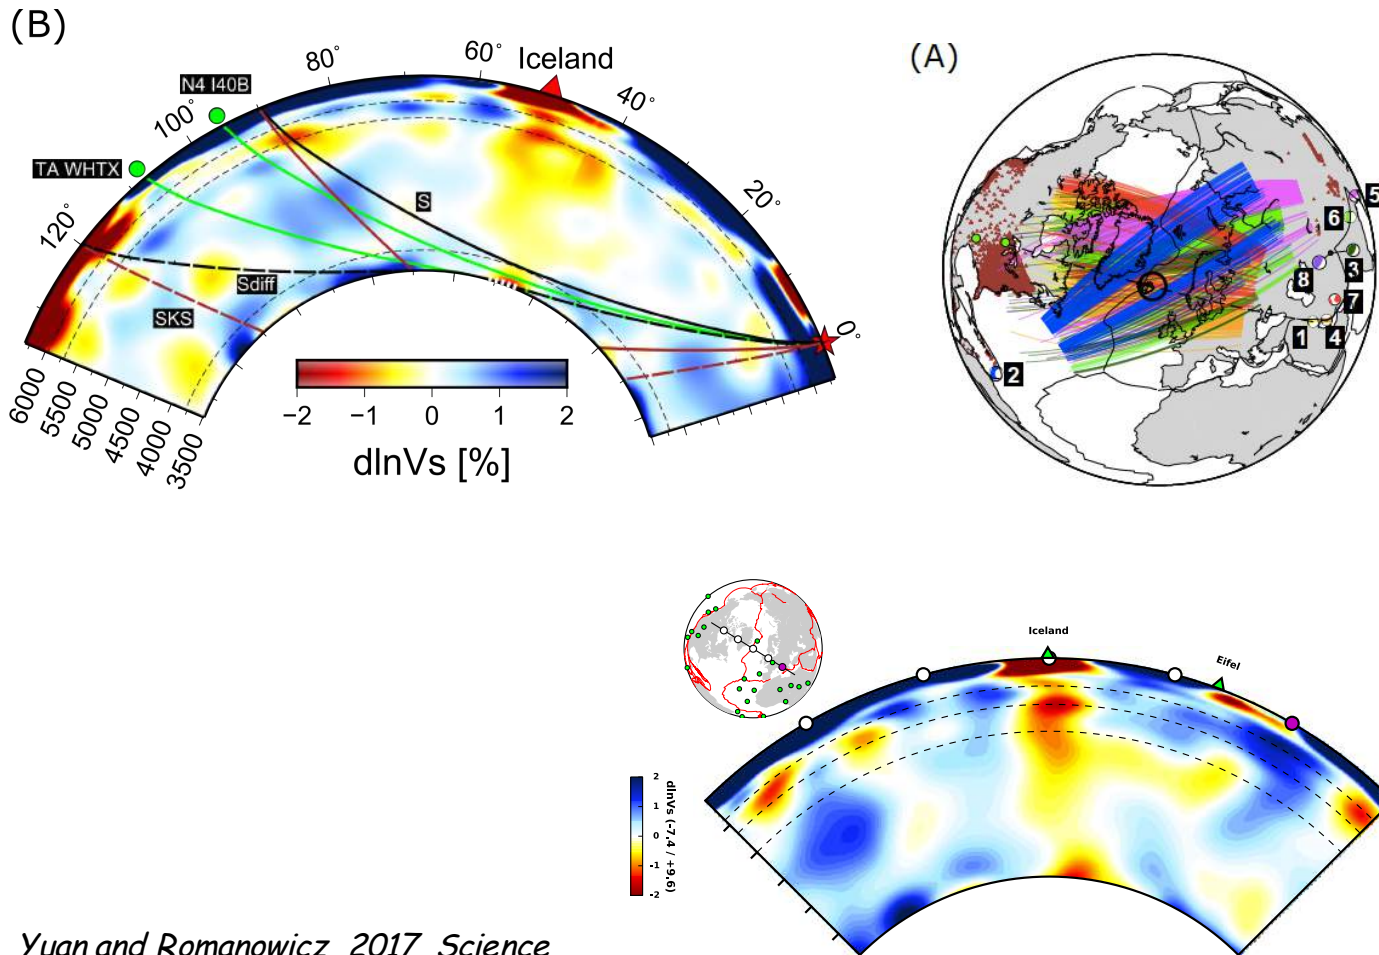 (B)
Iceland
(A)
N4 I40B
TA WHTX
120°
100°
80°
60°
40°
20°
0°
S
Sdiff
SKS
6000
5500
5000
4500
4000
3500
−2 −1 0 1 2
dlnVs [%]
5
6
3
8
7
1
4
2
Iceland
Eifel
2
1
0
-1
-2
dlnVs (-7.4 / +9.6)
Yuan and Romanowicz 2017 Science